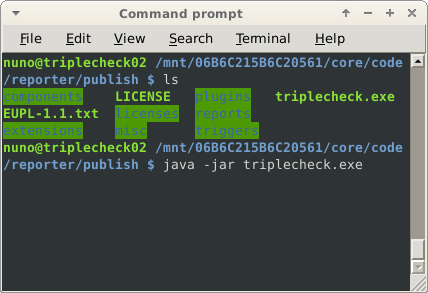 Command prompt
File Edit View Search Terminal Help
nuno@triplecheck02 /mnt/06B6C215B6C20561/core/code
/reporter/publish $ ls
components LICENSE plugins triplecheck.exe
EUPL-1.1.txt licenses reports
extensions misc triggers
nuno@triplecheck02 /mnt/06B6C215B6C20561/core/code
/reporter/publish $ java -jar triplecheck.exe